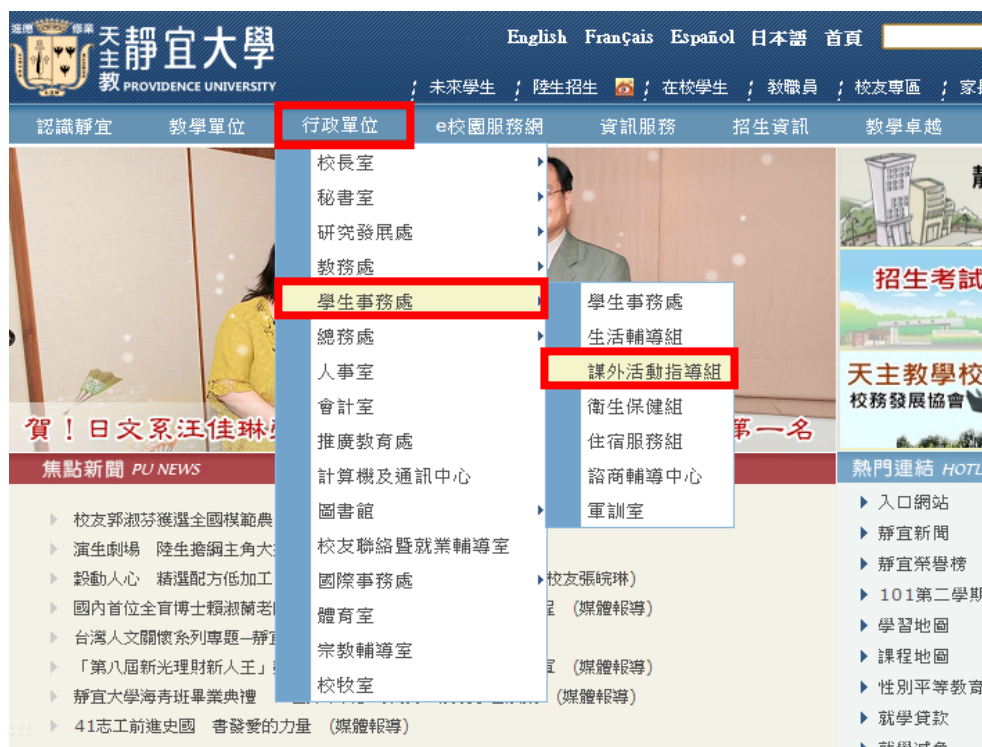 進德 修業
天主教 靜宜大學
PROVIDENCE UNIVERSITY
English Français Español 日本語 首頁
未來學生 陸生招生 在校學生 教職員 校友專區 家長
認識靜宜 教學單位 行政單位 e校園服務網 資訊服務 招生資訊 教學卓越
校長室
秘書室
研究發展處
教務處
學生事務處
總務處
人事室
會計室
推廣教育處
計算機及通訊中心
圖書館
校友聯絡暨就業輔導室
國際事務處
體育室
宗教輔導室
校牧室
學生事務處
生活輔導組
課外活動指導組
衛生保健組
住宿服務組
諮商輔導中心
軍訓室
靜
招生考試
天主教學校
校務發展協會
賀！日文系汪佳琳 第一名
焦點新聞 PU NEWS
校友郭淑芬獲選全國模範農
演生劇場 陸生擔綱主角大
穀動人心 精選配方低加工 校友張皖琳)
國內首位全盲博士賴淑蘭老 (媒體報導)
台灣人文關懷系列專題─靜宜
「第八屆新光理財新人王」 (媒體報導)
靜宜大學海青班畢業典禮 (媒體報導)
41志工前進史國 書發愛的力量 (媒體報導)
熱門連結 HOTL
入口網站
靜宜新聞
靜宜榮譽榜
101第二學期
學習地圖
課程地圖
性別平等教育
就學貸款
就學減免